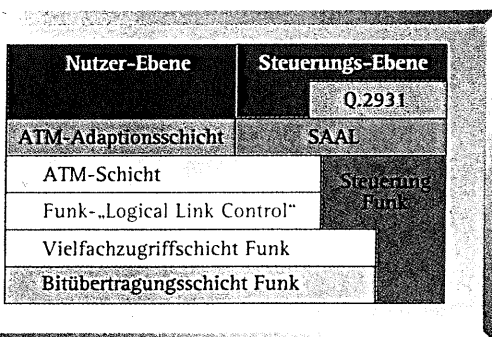 Nutzer-Ebene
Steuerungs-Ebene
Q.2931
ATM-Adaptionsschicht
SAAL
ATM-Schicht
Steuerung
Funk
Funk-„Logical Link Control“
Vielfachzugriffschicht Funk
Bitübertragungsschicht Funk